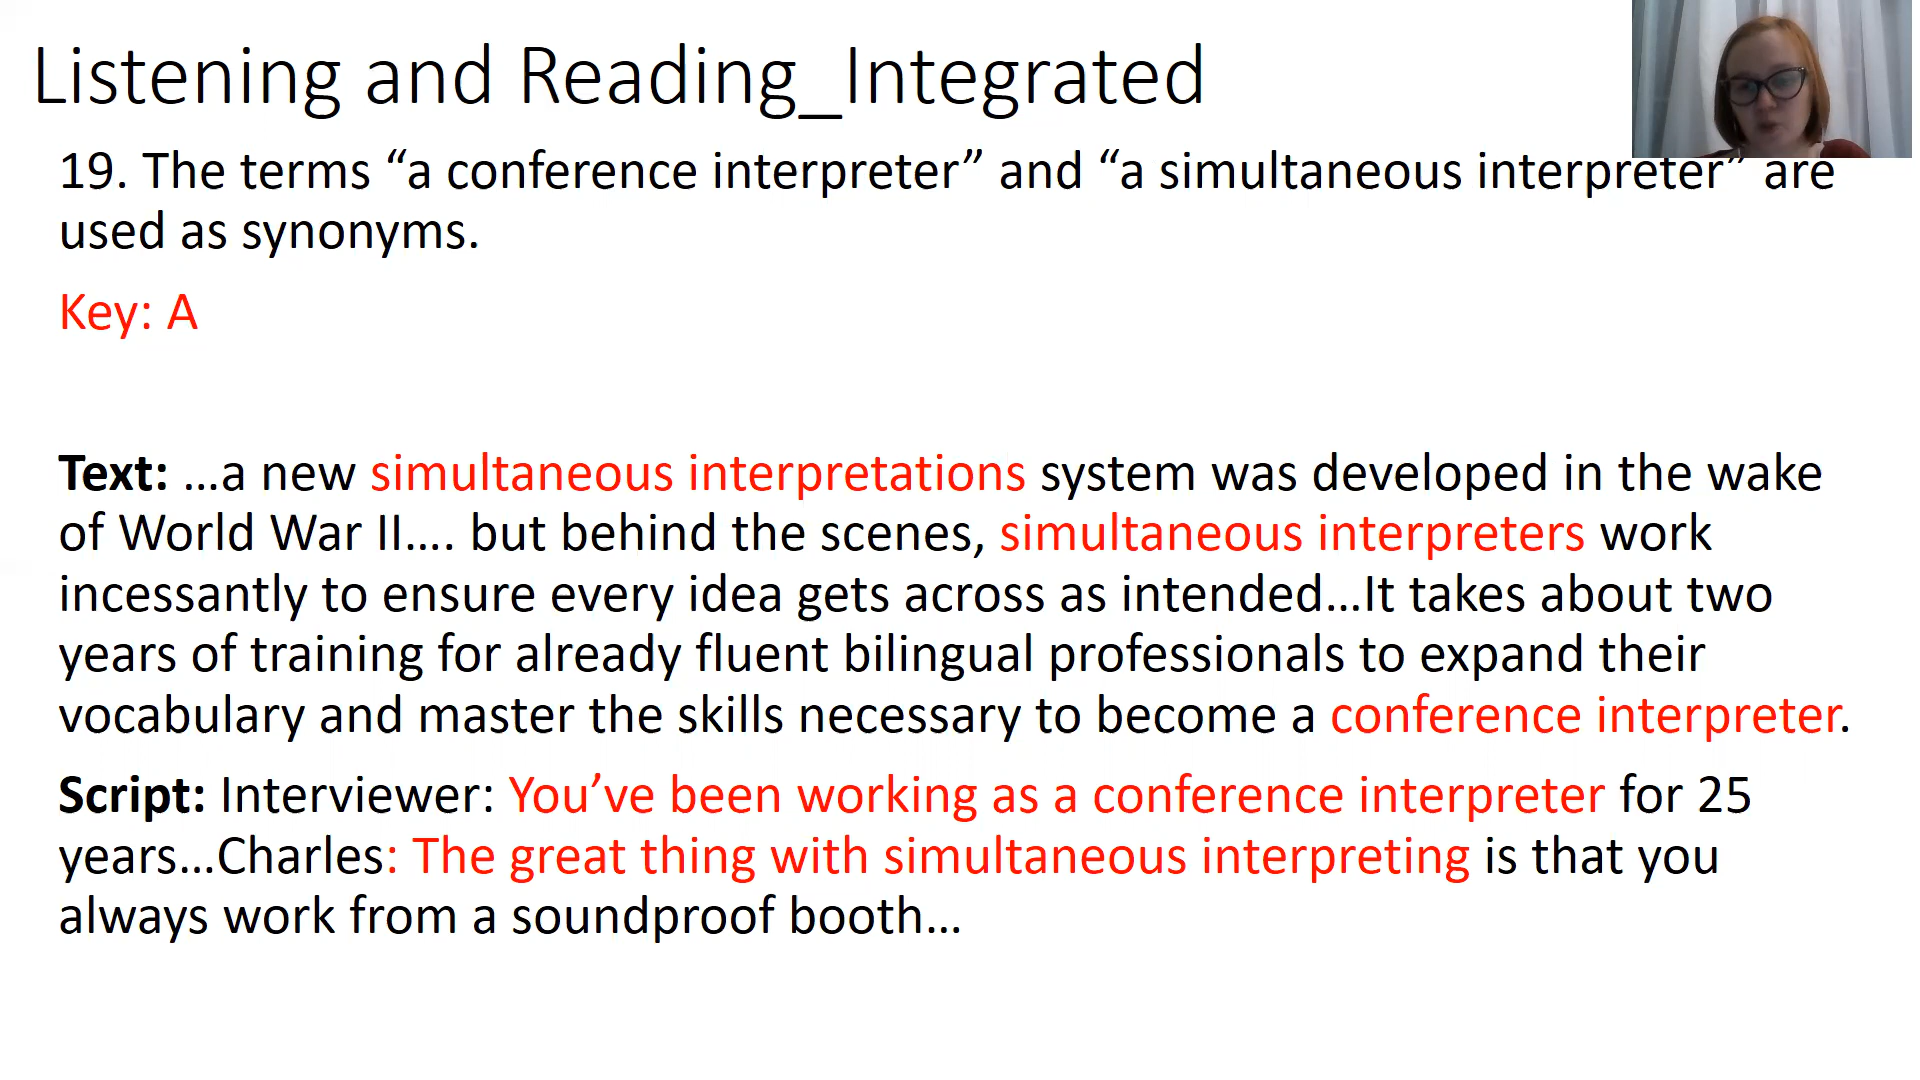 Listening and Reading_Integrated
19. The terms “a conference interpreter” and “a simultaneous interpreter” are
used as synonyms.
Key: A
Text: …a new simultaneous interpretations system was developed in the wake
of World War II…. but behind the scenes, simultaneous interpreters work
incessantly to ensure every idea gets across as intended…It takes about two
years of training for already fluent bilingual professionals to expand their
vocabulary and master the skills necessary to become a conference interpreter.
Script: Interviewer: You’ve been working as a conference interpreter for 25
years…Charles: The great thing with simultaneous interpreting is that you
always work from a soundproof booth…